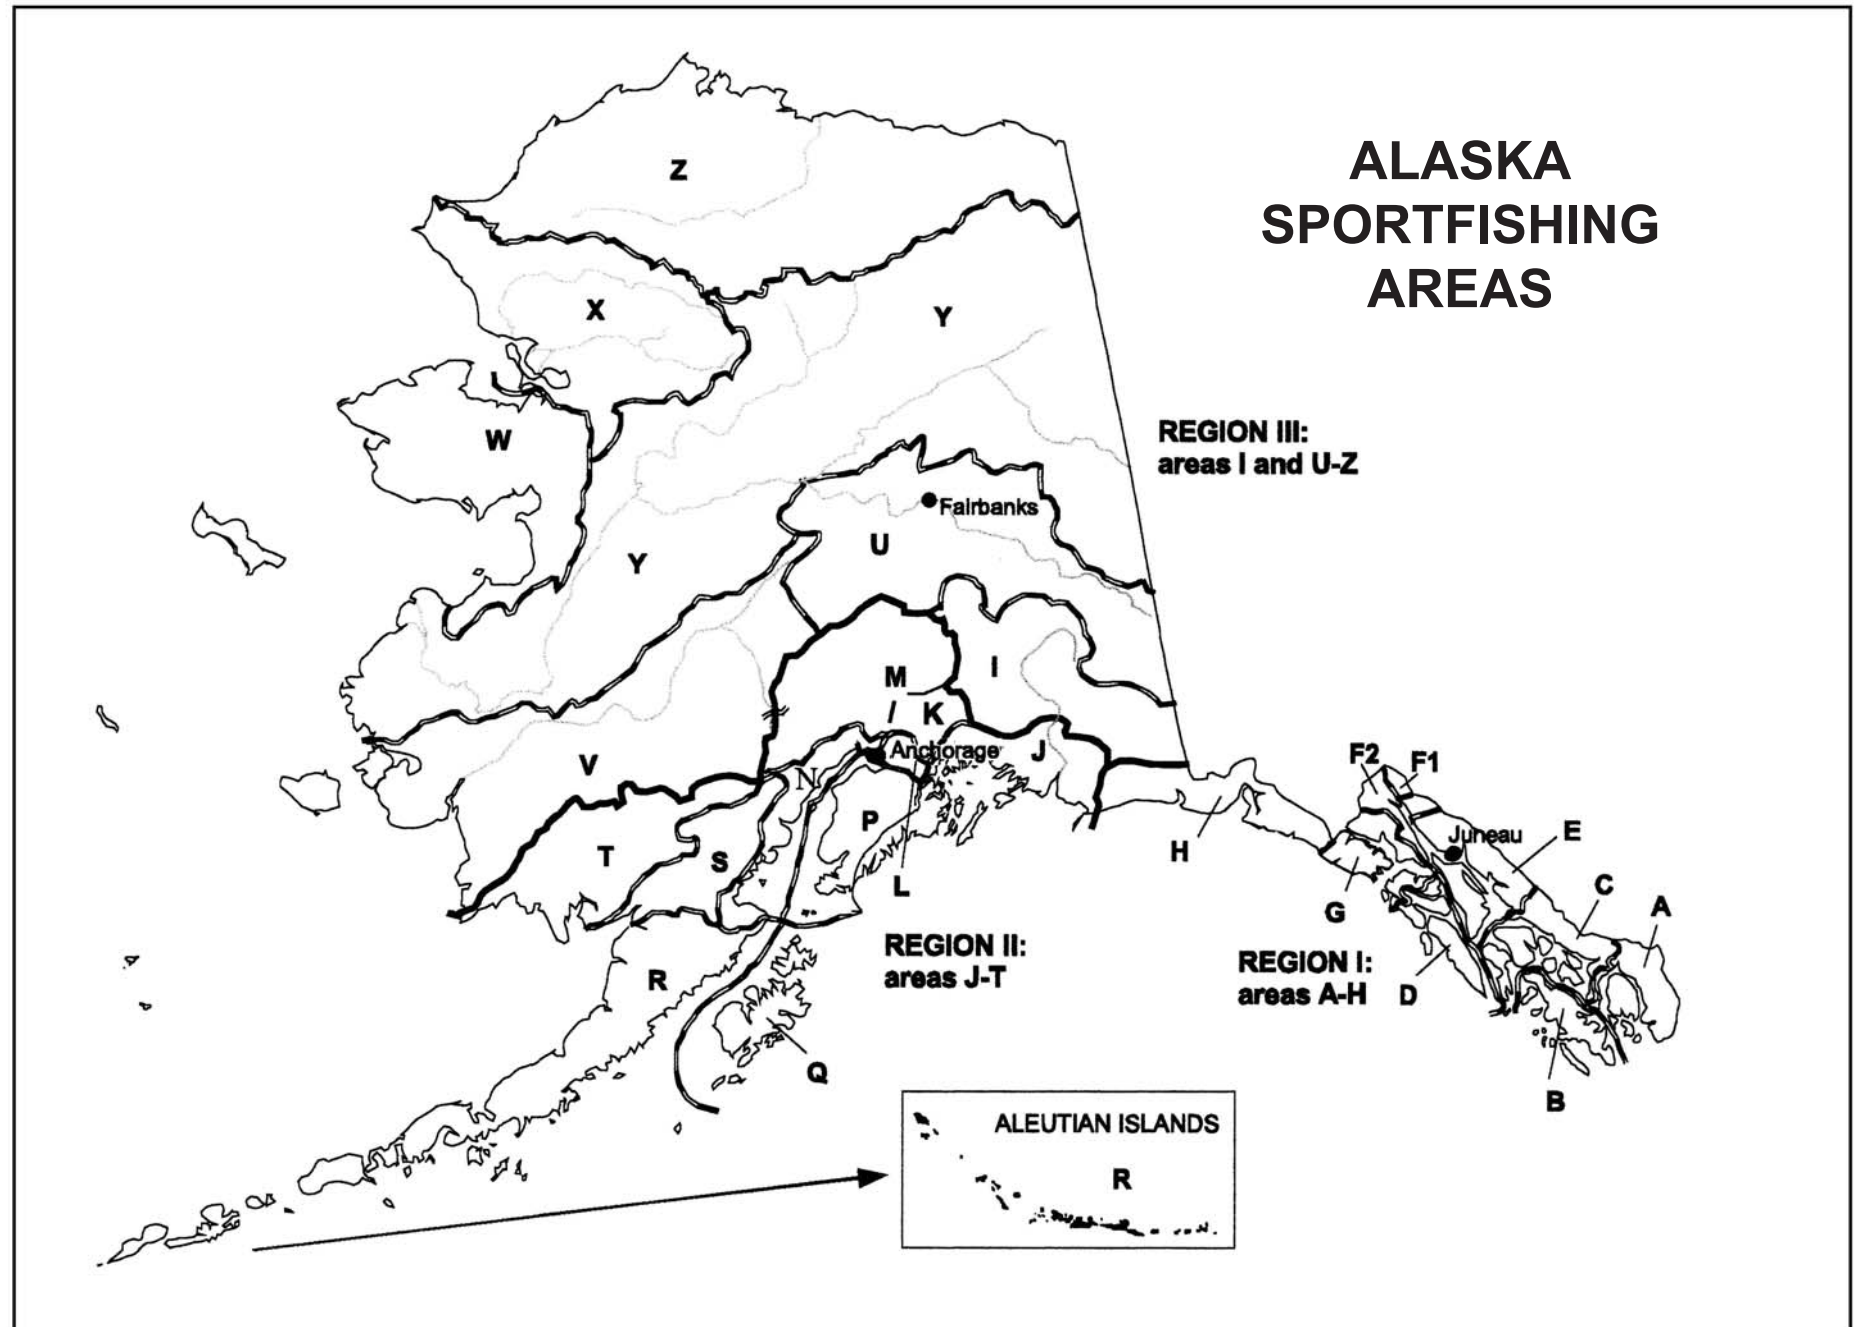 ALASKA
SPORTFISHING
AREAS
Z
X
Y
W
REGION III:
areas I and U-Z
Fairbanks
U
Y
M
I
K
Anchorage
J
V
N
F2
F1
P
Juneau
E
T
S
H
L
C
G
A
REGION II:
areas J-T
REGION I:
areas A-H
D
R
Q
B
ALEUTIAN ISLANDS
R